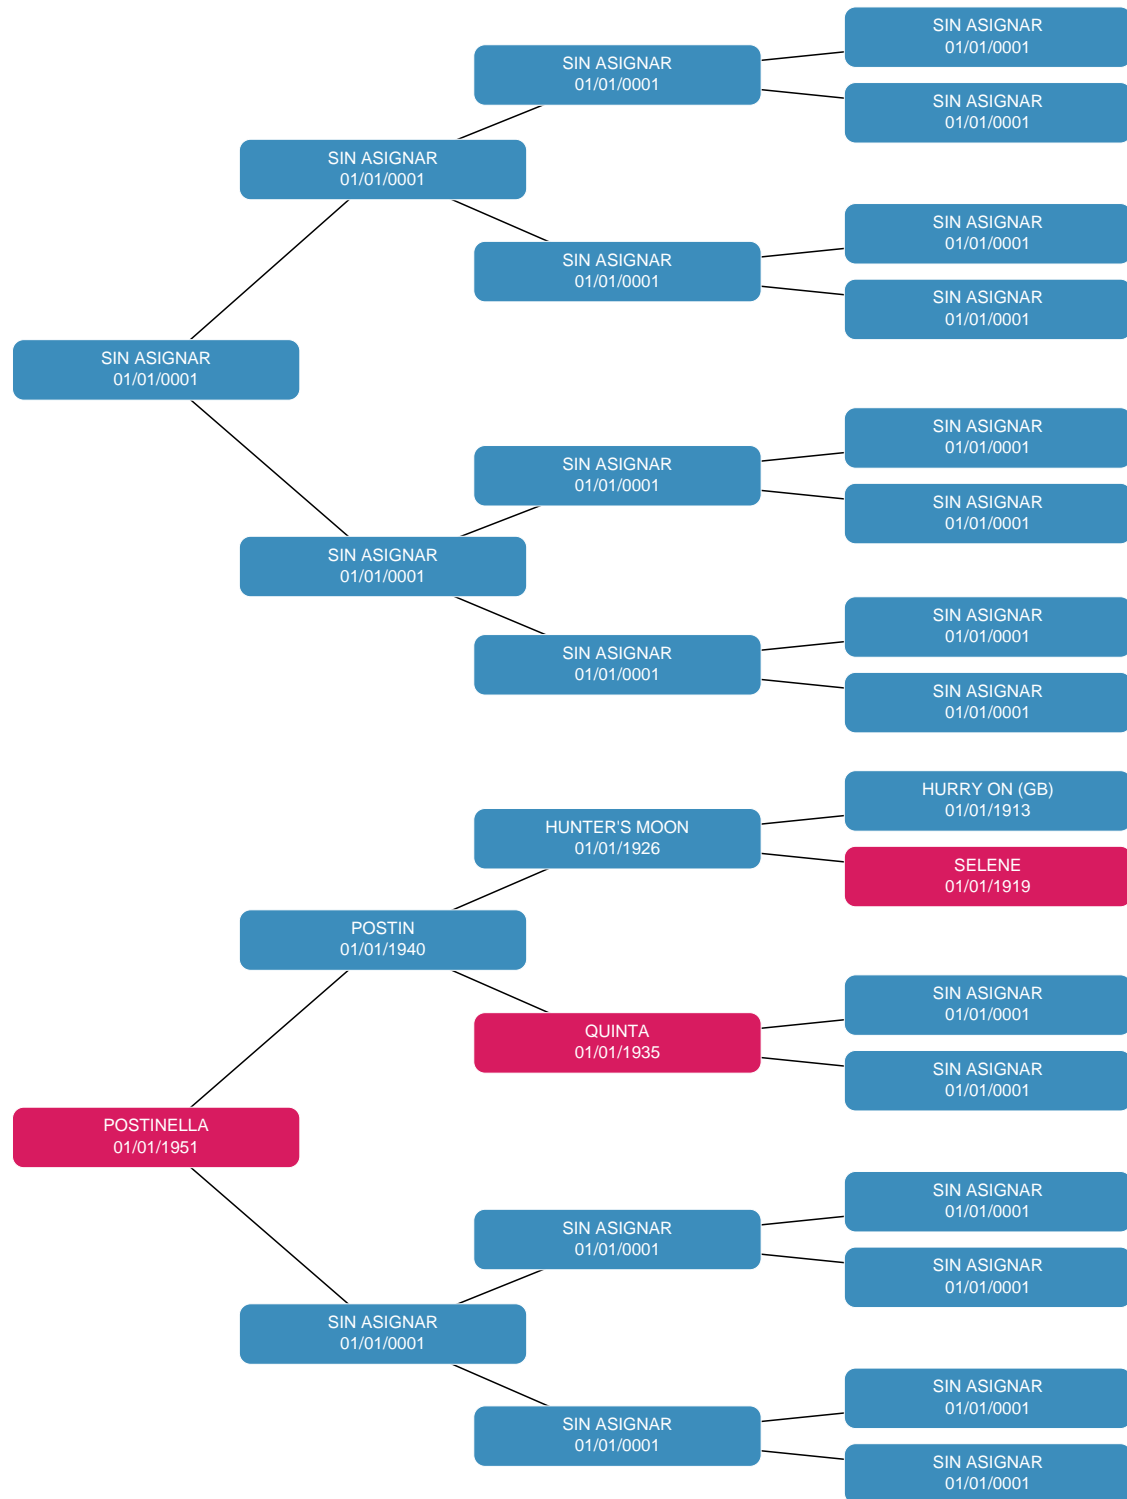 SIN ASIGNAR
01/01/0001
SIN ASIGNAR
01/01/0001
SIN ASIGNAR
01/01/0001
SIN ASIGNAR
01/01/0001
SIN ASIGNAR
01/01/0001
SIN ASIGNAR
01/01/0001
SIN ASIGNAR
01/01/0001
SIN ASIGNAR
01/01/0001
SIN ASIGNAR
01/01/0001
SIN ASIGNAR
01/01/0001
SIN ASIGNAR
01/01/0001
SIN ASIGNAR
01/01/0001
SIN ASIGNAR
01/01/0001
SIN ASIGNAR
01/01/0001
SIN ASIGNAR
01/01/0001
HURRY ON (GB)
01/01/1913
HUNTER'S MOON
01/01/1926
SELENE
01/01/1919
POSTIN
01/01/1940
SIN ASIGNAR
01/01/0001
QUINTA
01/01/1935
SIN ASIGNAR
01/01/0001
POSTINELLA
01/01/1951
SIN ASIGNAR
01/01/0001
SIN ASIGNAR
01/01/0001
SIN ASIGNAR
01/01/0001
SIN ASIGNAR
01/01/0001
SIN ASIGNAR
01/01/0001
SIN ASIGNAR
01/01/0001
SIN ASIGNAR
01/01/0001